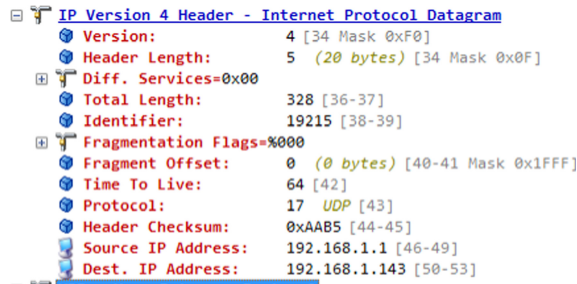 IP Version 4 Header - Internet Protocol Datagram
Version: 4 [34 Mask 0xF0]
Header Length: 5 (20 bytes) [34 Mask 0x0F]
Diff. Services=0x00
Total Length: 328 [36-37]
Identifier: 19215 [38-39]
Fragmentation Flags=%000
Fragment Offset: 0 (0 bytes) [40-41 Mask 0x1FFF]
Time To Live: 64 [42]
Protocol: 17 UDP [43]
Header Checksum: 0xAAB5 [44-45]
Source IP Address: 192.168.1.1 [46-49]
Dest. IP Address: 192.168.1.143 [50-53]